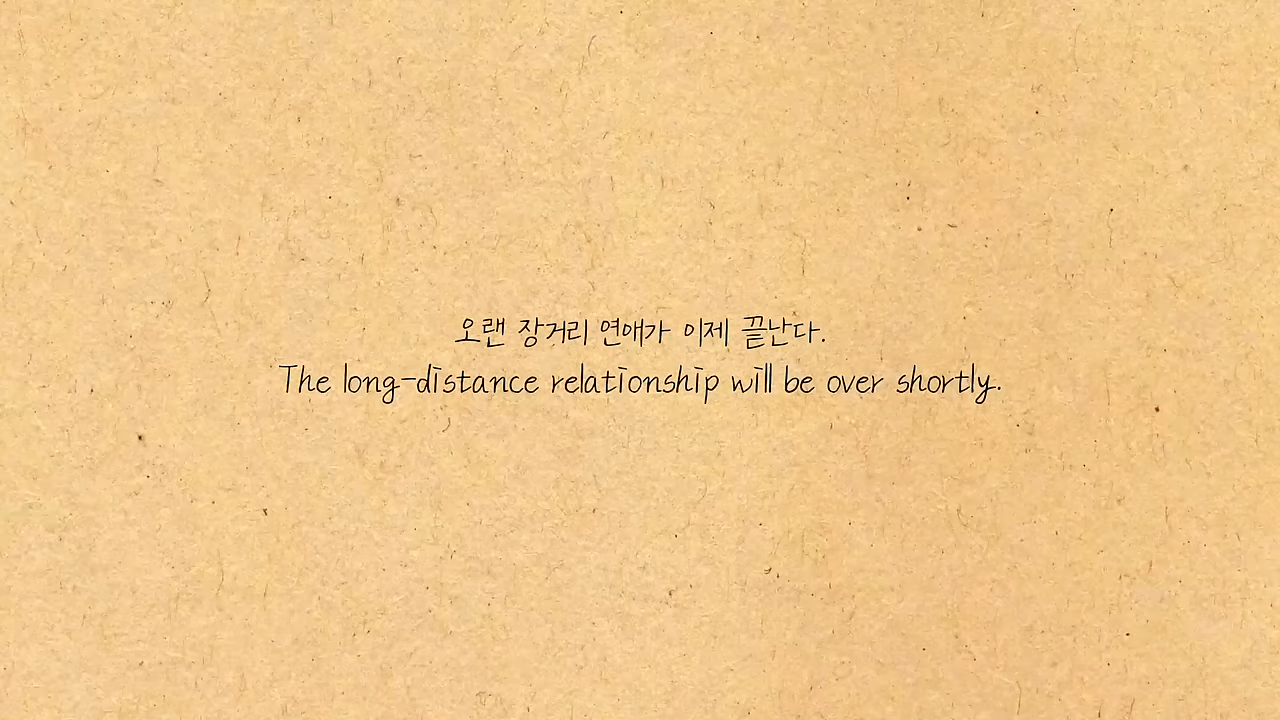 오랜 장거리 연애가 이제 끝난다.
The long-distance relationship will be over shortly.